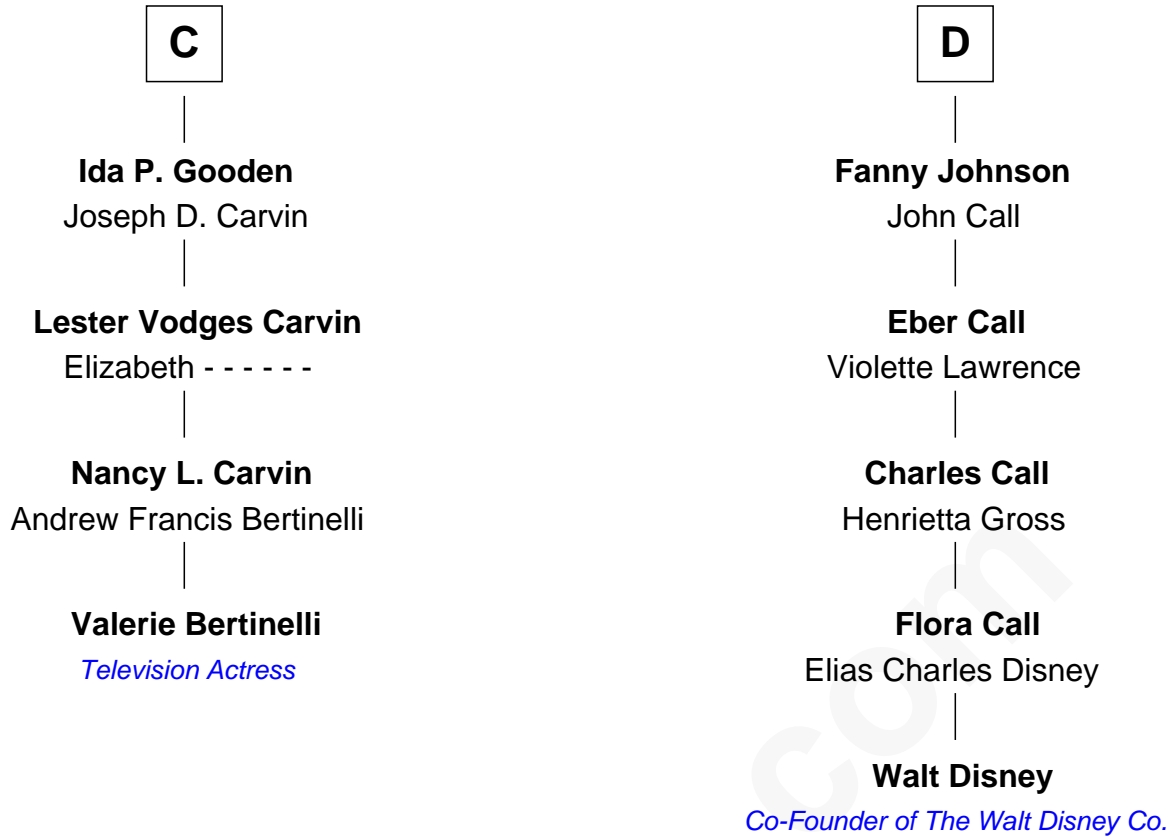 C
Ida P. Gooden
Joseph D. Carvin
Lester Vodges Carvin
Elizabeth - - - - - -
Nancy L. Carvin
Andrew Francis Bertinelli
Valerie Bertinelli
Television Actress
D
Fanny Johnson
John Call
Eber Call
Violette Lawrence
Charles Call
Henrietta Gross
Flora Call
Elias Charles Disney
Walt Disney
Co-Founder of The Walt Disney Co.
com